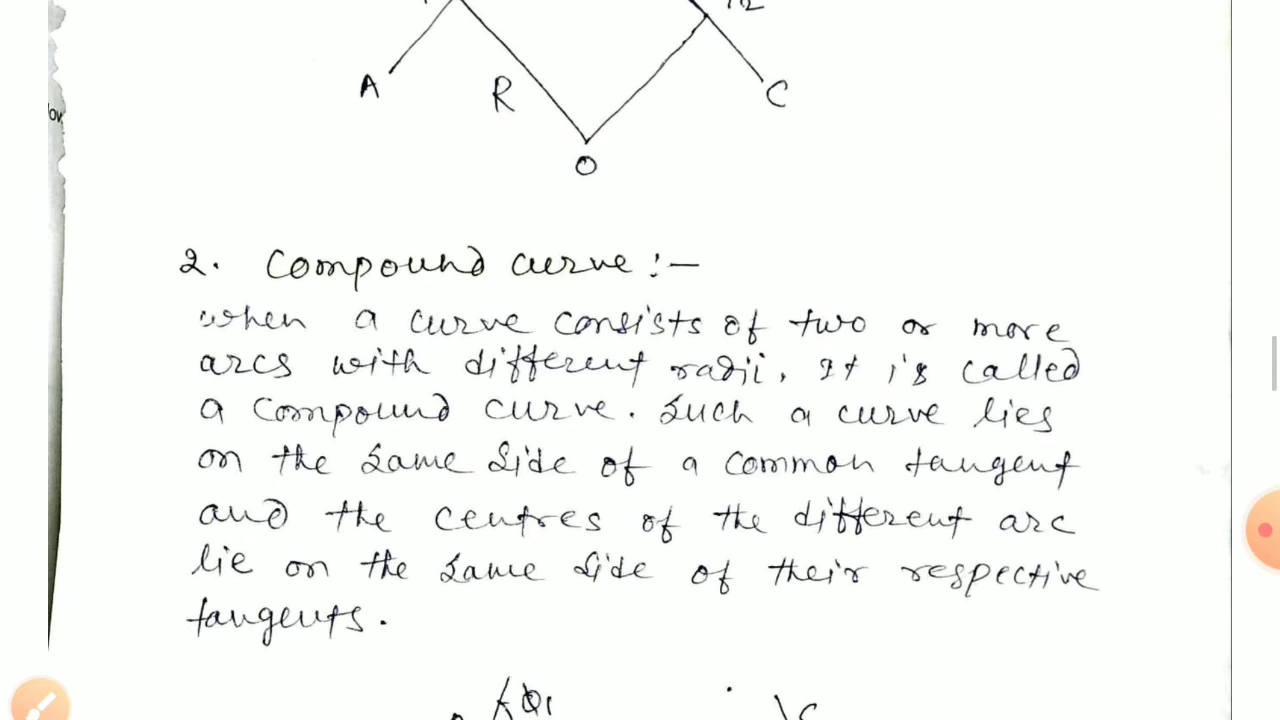 A
R
C
O
2. Compound curve :-
when a curve consists of two or more
arcs with different radii, It is called
a compound curve. Such a curve lies
on the same side of a common tangent
and the centres of the different arc
lie on the same side of their respective
tangents.